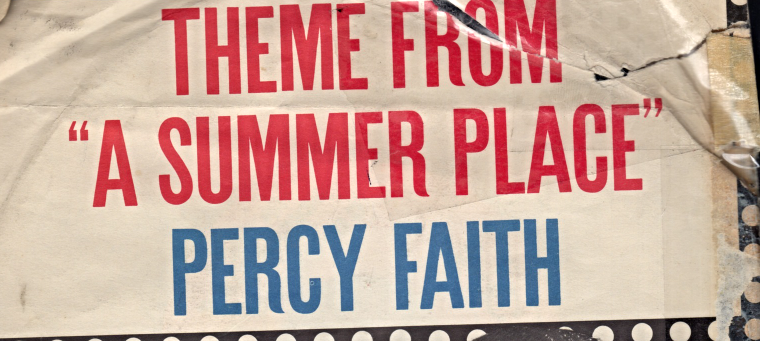 THEME FROM
“A SUMMER PLACE”
PERCY FAITH